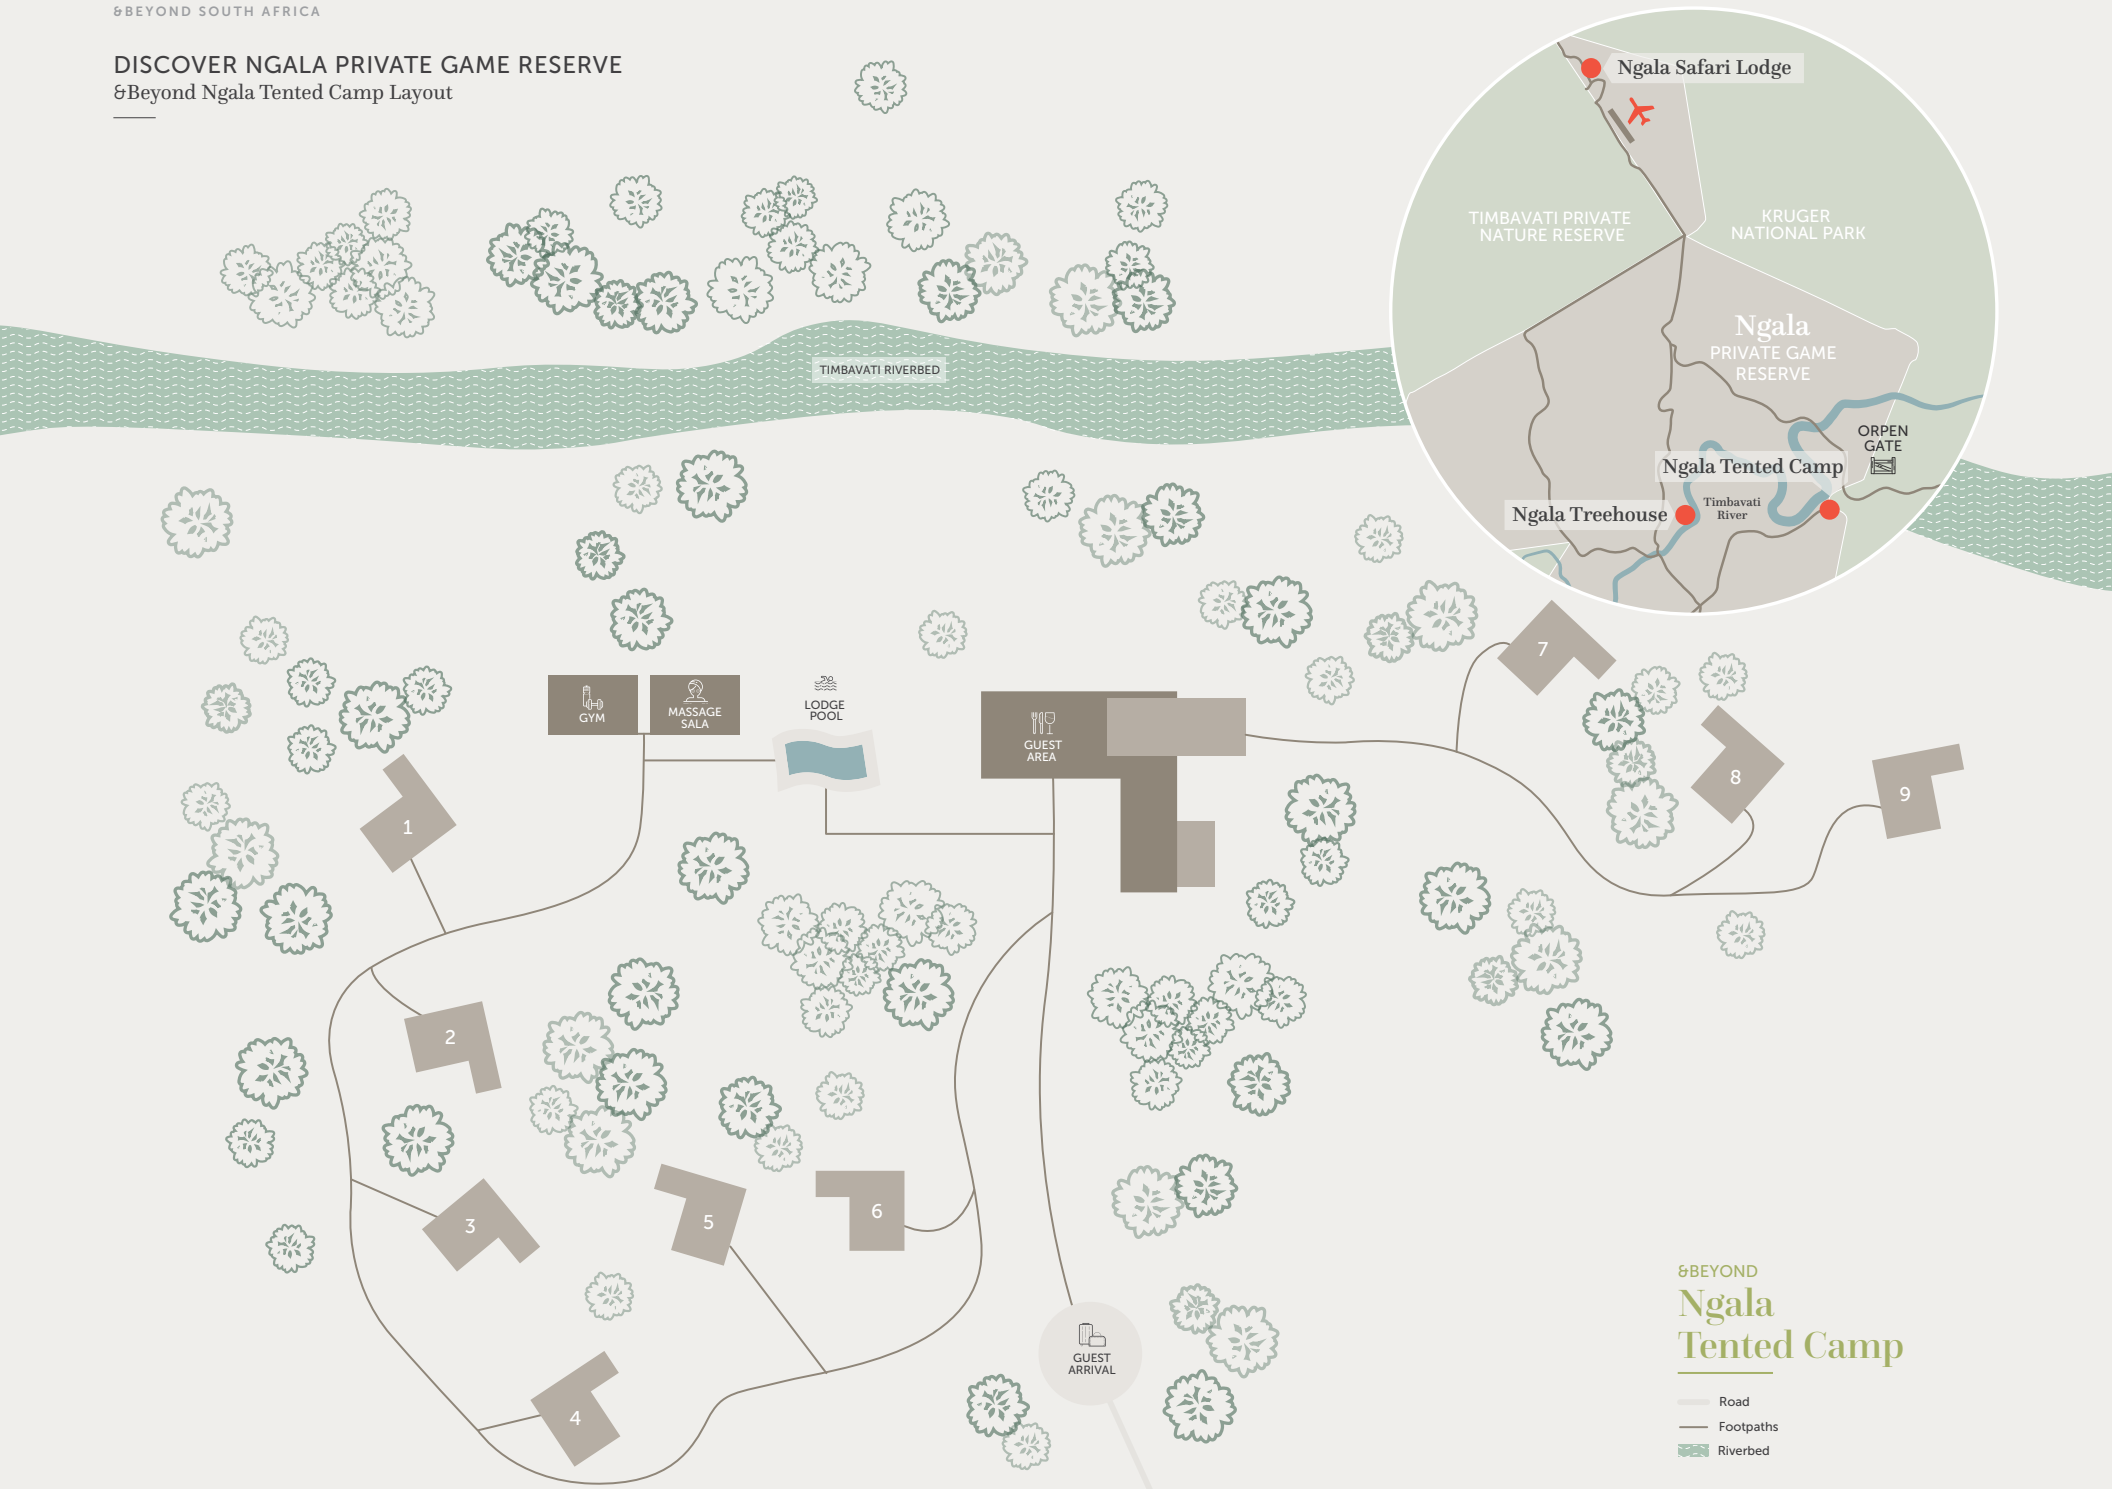 &BEYOND SOUTH AFRICA
DISCOVER NGALA PRIVATE GAME RESERVE
&Beyond Ngala Tented Camp Layout
Ngala Safari Lodge
TIMBAVATI PRIVATE
NATURE RESERVE
KRUGER
NATIONAL PARK
Ngala
PRIVATE GAME
RESERVE
ORPEN
GATE
Ngala Tented Camp
Timbavati
River
Ngala Treehouse
TIMBAVATI RIVERBED
GYM
MASSAGE
SALA
LODGE
POOL
GUEST
AREA
7
8
9
1
2
3
5
6
4
GUEST
ARRIVAL
&BEYOND
Ngala
Tented Camp
Road
Footpaths
Riverbed